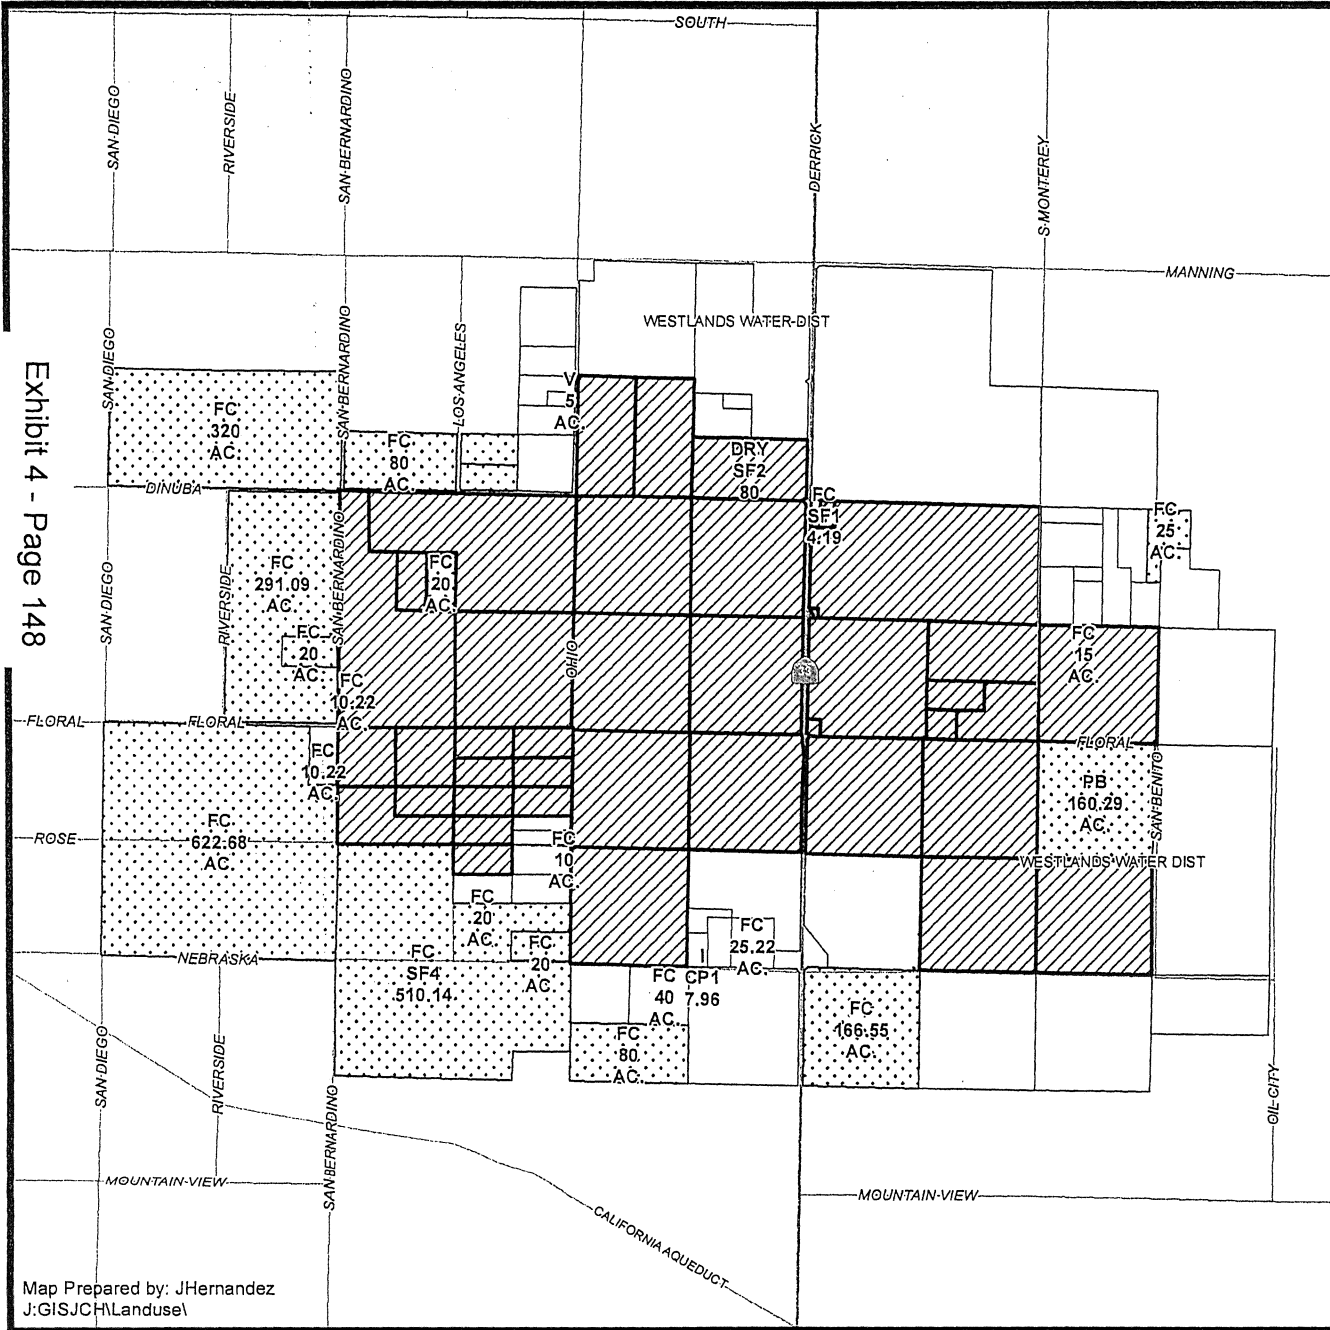 SOUTH
SAN DIEGO
RIVERSIDE
SAN BERNARDINO
DERRICK
S MONTEREY
MANNING
WESTLANDS WATER DIST
SAN DIEGO
SAN BERNARDINO
LOS ANGELES
V
5
AC.
FC
320
AC.
FC
80
AC.
DRY
SF2
80
DINUBA
FC
SF1
4.19
FC
25
AC.
Exhibit 4 - Page 148
SAN DIEGO
RIVERSIDE
FC
291.09
AC.
SAN BERNARDINO
FC
20
AC.
FC
20
AC.
OHIO
33
FC
15
AC.
FC
10.22
AC.
FLORAL
FLORAL
FLORAL
FC
10.22
AC.
PB
160.29
AC.
SAN BENITO
ROSE
FC
622.68
AC
FC
10
AC.
WESTLANDS WATER DIST
FC
20
AC.
FC
20
AC.
FC
25.22
AC.
I
CP1
7.96
NEBRASKA
FC
SF4
510.14
FC
40
AC.
FC
80
AC.
FC
166.55
AC.
SAN DIEGO
RIVERSIDE
SAN BERNARDINO
OIL CITY
MOUNTAIN VIEW
MOUNTAIN VIEW
CALIFORNIA AQUEDUCT
Map Prepared by: JHernandez
J:GISJCH\Landuse\